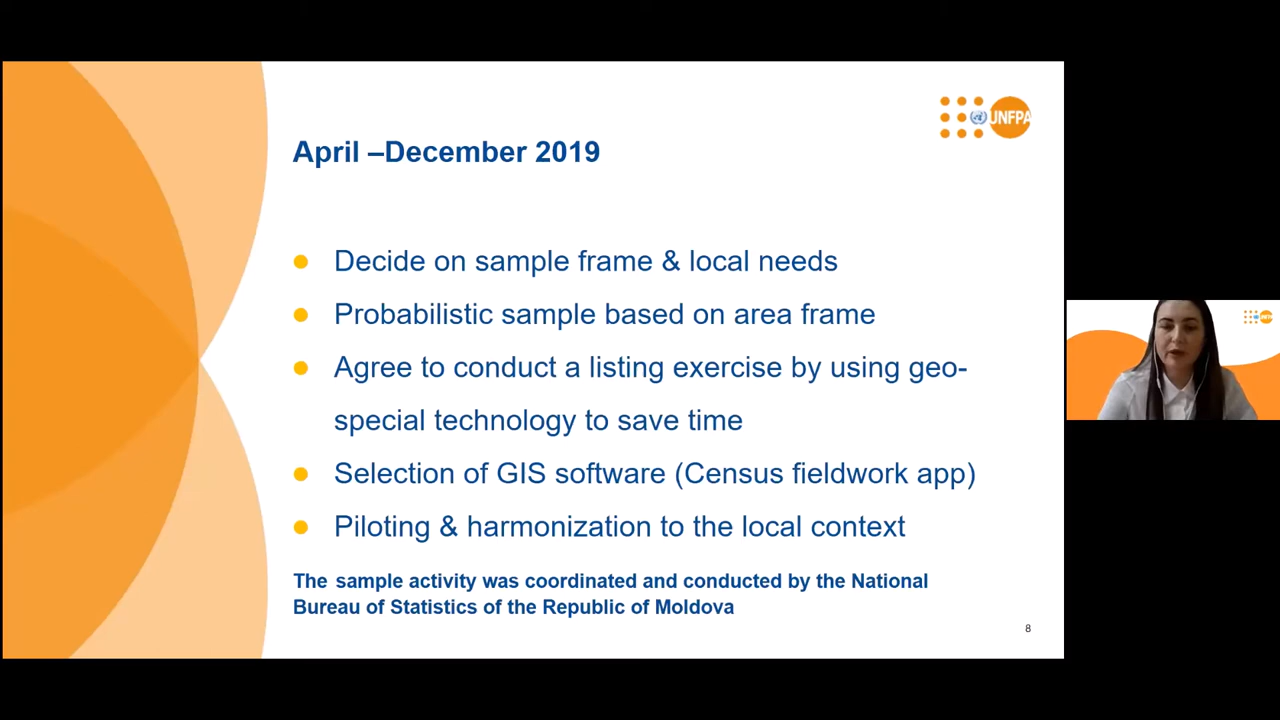 UNFPA
April –December 2019
Decide on sample frame & local needs
Probabilistic sample based on area frame
Agree to conduct a listing exercise by using geo-
special technology to save time
Selection of GIS software (Census fieldwork app)
Piloting & harmonization to the local context
The sample activity was coordinated and conducted by the National
Bureau of Statistics of the Republic of Moldova
8
UNFPA